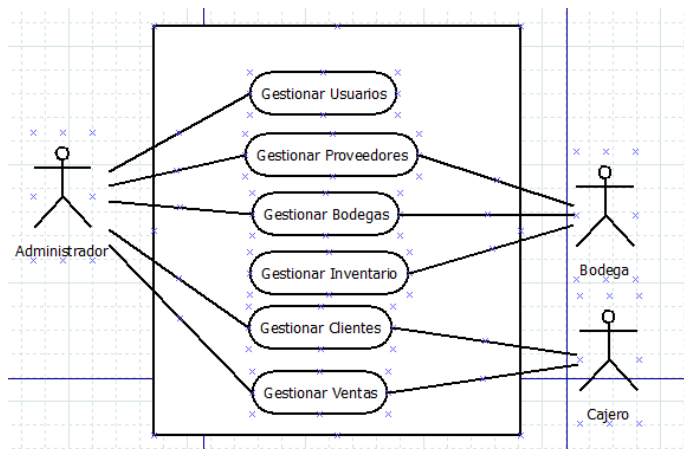 Gestionar Usuarios
Gestionar Proveedores
Gestionar Bodegas
Administrador
Gestionar Inventario
Bodega
Gestionar Clientes
Gestionar Ventas
Cajero